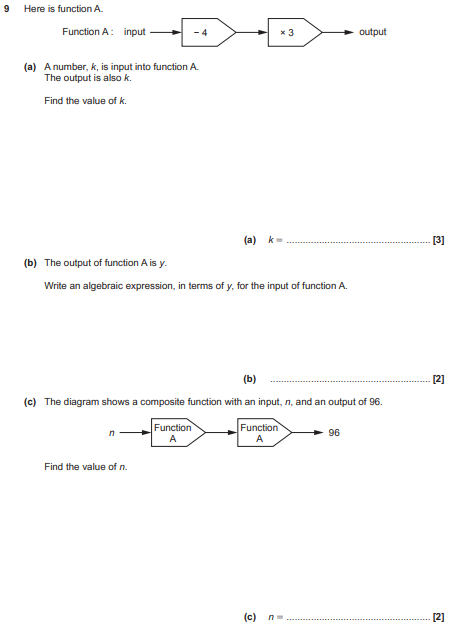 9 Here is function A.
Function A : input − 4 × 3 output
(a) A number, k, is input into function A.
The output is also k.
Find the value of k.
(a) k = .................................................... [3]
(b) The output of function A is y.
Write an algebraic expression, in terms of y, for the input of function A.
(b) .......................................................... [2]
(c) The diagram shows a composite function with an input, n, and an output of 96.
n Function A Function A 96
Find the value of n.
(c) n = .................................................... [2]